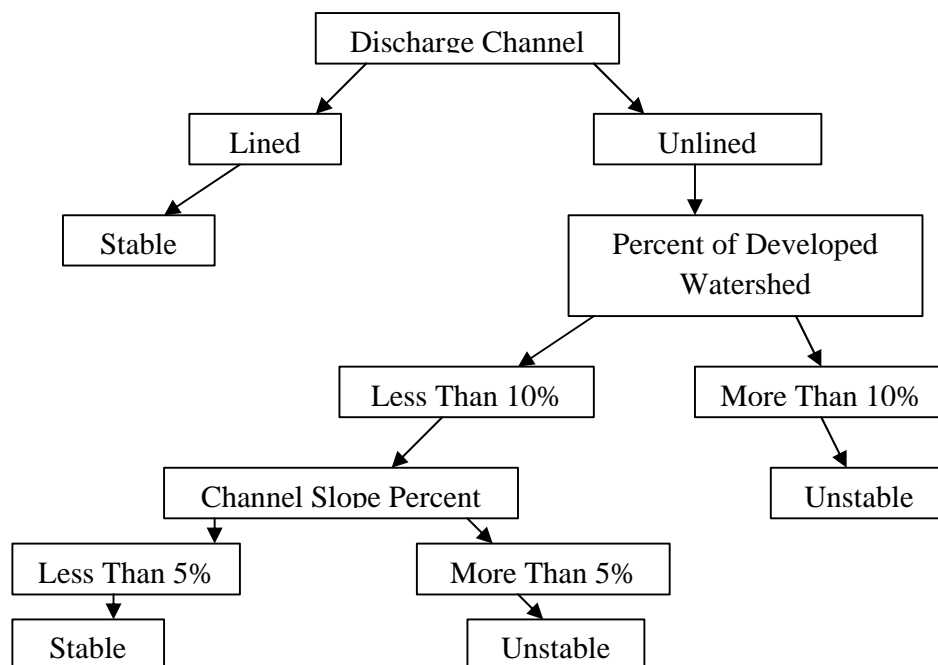 Discharge Channel
Lined
Unlined
Stable
Percent of Developed
Watershed
Less Than 10%
More Than 10%
Channel Slope Percent
Unstable
Less Than 5%
More Than 5%
Stable
Unstable